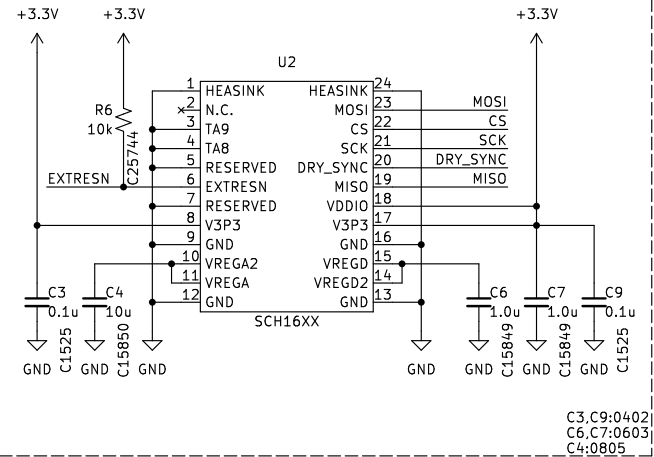 +3.3V +3.3V +3.3V
U2
1 HEASINK HEASINK 24
2 N.C. MOSI 23 MOSI
R6 3 TA9 CS 22 CS
10k 4 TA8 SCK 21 SCK
C25744 5 RESERVED DRY_SYNC 20 DRY_SYNC
EXTRESN 6 EXTRESN MISO 19 MISO
7 RESERVED VDDIO 18
8 V3P3 V3P3 17
9 GND GND 16
10 VREGA2 VREGD 15
11 VREGA VREGD2 14
12 GND GND 13
SCH16XX
C3 C4 C6 C7 C9
0.1u 10u 1.0u 1.0u 0.1u
C1525 C15850 C15849 C15849 C1525
GND GND GND GND GND GND GND
C3,C9:0402
C6,C7:0603
C4:0805